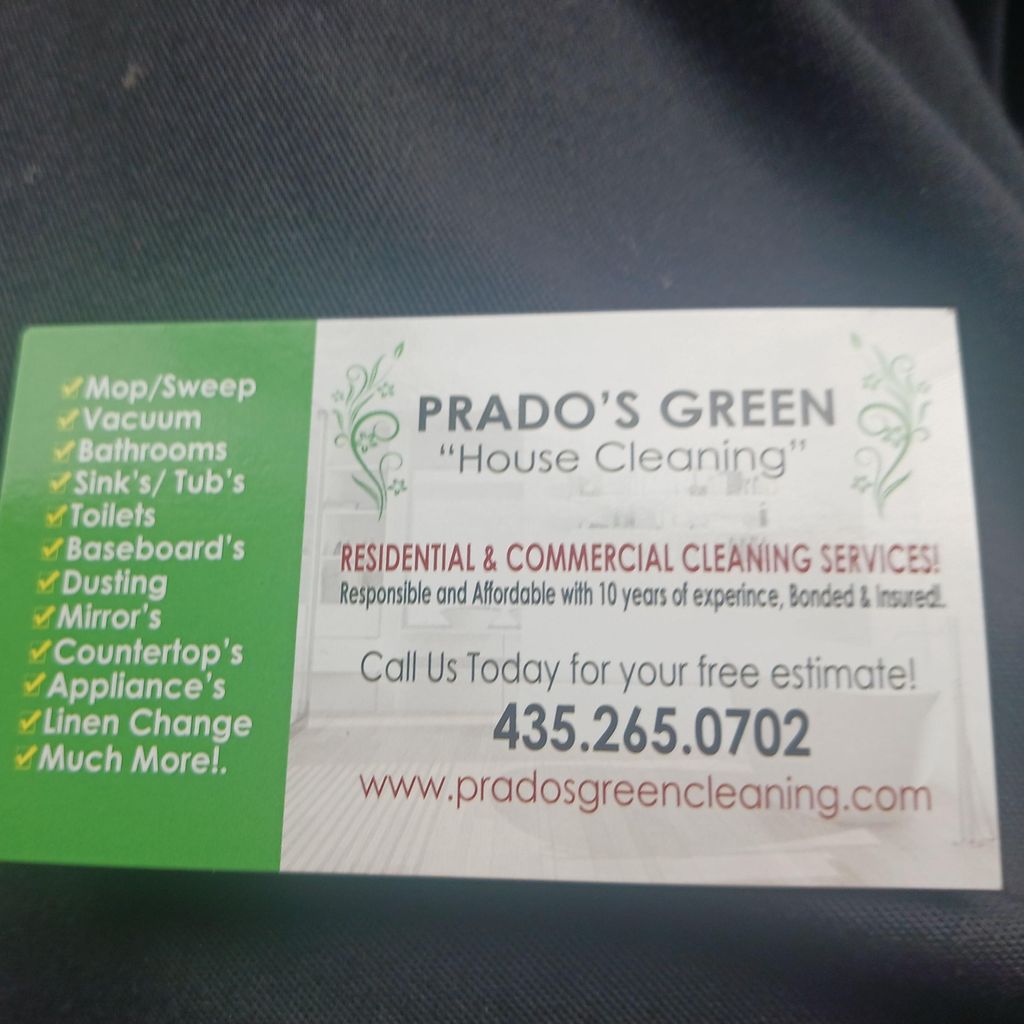 Mop/Sweep
Vacuum
Bathrooms
Sink's/ Tub's
Toilets
Baseboard's
Dusting
Mirror's
Countertop's
Appliance's
Linen Change
Much More!.
PRADO'S GREEN
"House Cleaning"
RESIDENTIAL & COMMERCIAL CLEANING SERVICES!
Responsible and Affordable with 10 years of experince, Bonded & Insured!.
Call Us Today for your free estimate!
435.265.0702
www.pradosgreencleaning.com